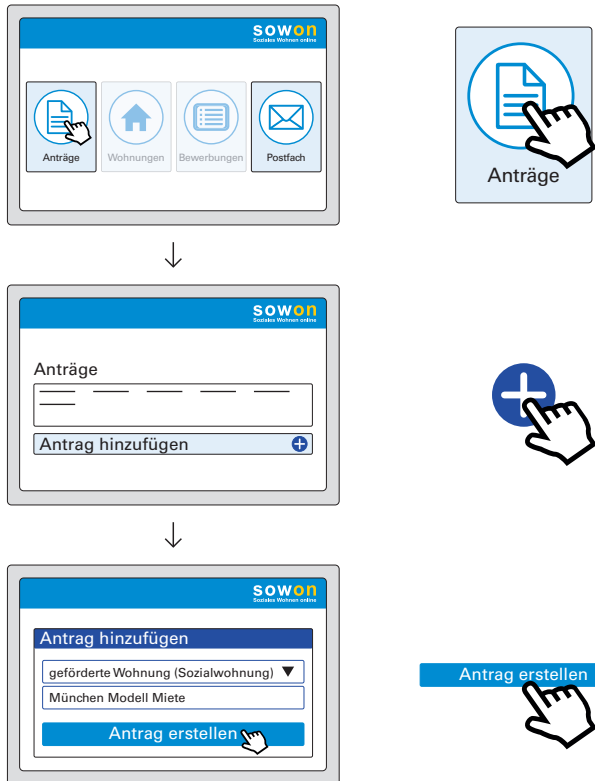 sowon
Soziales Wohnen online
Anträge
Wohnungen
Bewerbungen
Postfach
Anträge
sowon
Soziales Wohnen online
Anträge
Antrag hinzufügen
sowon
Soziales Wohnen online
Antrag hinzufügen
geförderte Wohnung (Sozialwohnung)
München Modell Miete
Antrag erstellen
Antrag erstellen